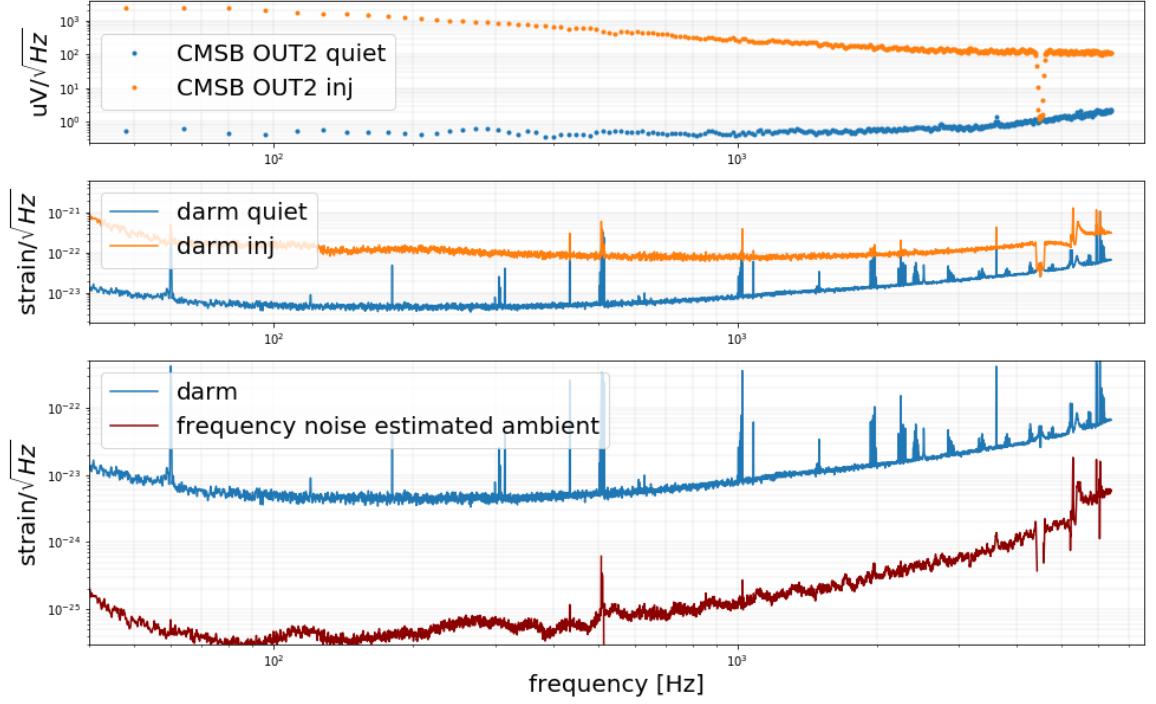 uV/√Hz
10³
10²
10¹
10⁰
CMSB OUT2 quiet
CMSB OUT2 inj
10²
10³
strain/√Hz
10⁻²¹
10⁻²²
10⁻²³
darm quiet
darm inj
10²
10³
strain/√Hz
10⁻²²
10⁻²³
10⁻²⁴
10⁻²⁵
darm
frequency noise estimated ambient
10²
10³
frequency [Hz]